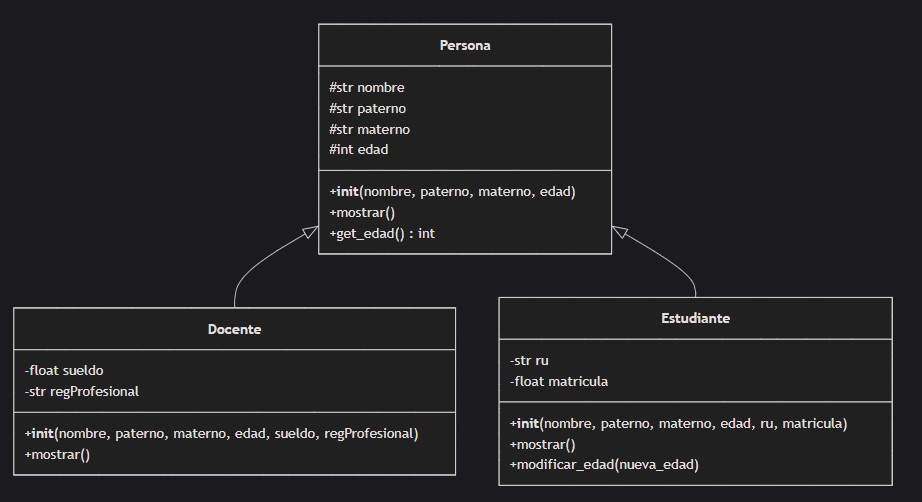 Persona
#str nombre
#str paterno
#str materno
#int edad
+init(nombre, paterno, materno, edad)
+mostrar()
+get_edad() : int
Docente
-float sueldo
-str regProfesional
+init(nombre, paterno, materno, edad, sueldo, regProfesional)
+mostrar()
Estudiante
-str ru
-float matricula
+init(nombre, paterno, materno, edad, ru, matricula)
+mostrar()
+modificar_edad(nueva_edad)